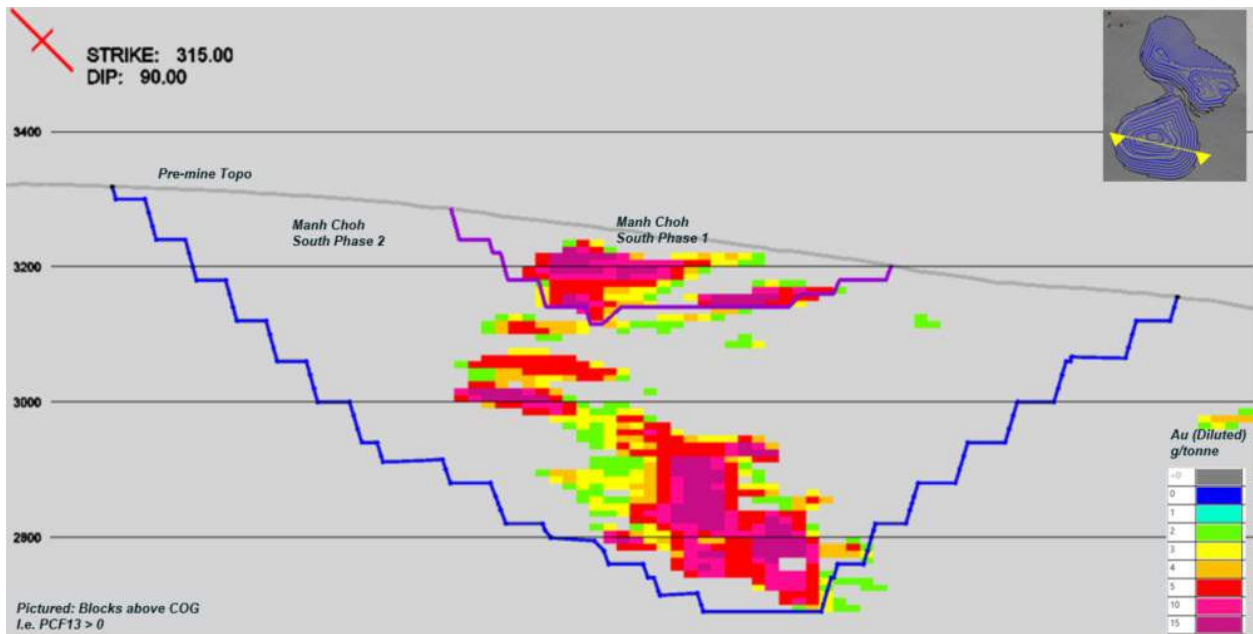 STRIKE: 315.00
DIP: 90.00
3400
Pre-mine Topo
Manh Choh
South Phase 2
Manh Choh
South Phase 1
3200
3000
2800
Au (Diluted)
g/tonne
<0
0
1
2
3
4
5
10
15
Pictured: Blocks above COG
I.e. PCF13 > 0